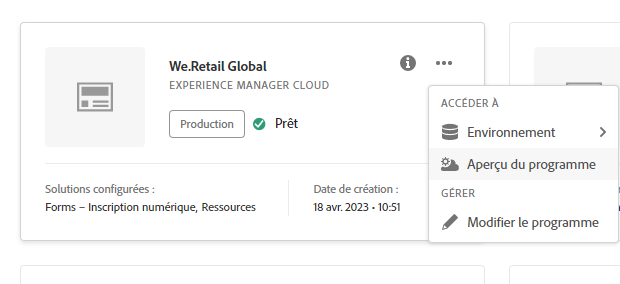 We.Retail Global
EXPERIENCE MANAGER CLOUD
Production
Prêt
Solutions configurées :
Forms – Inscription numérique, Ressources
Date de création :
18 avr. 2023 • 10:51
ACCÉDER À
Environnement
Aperçu du programme
GÉRER
Modifier le programme